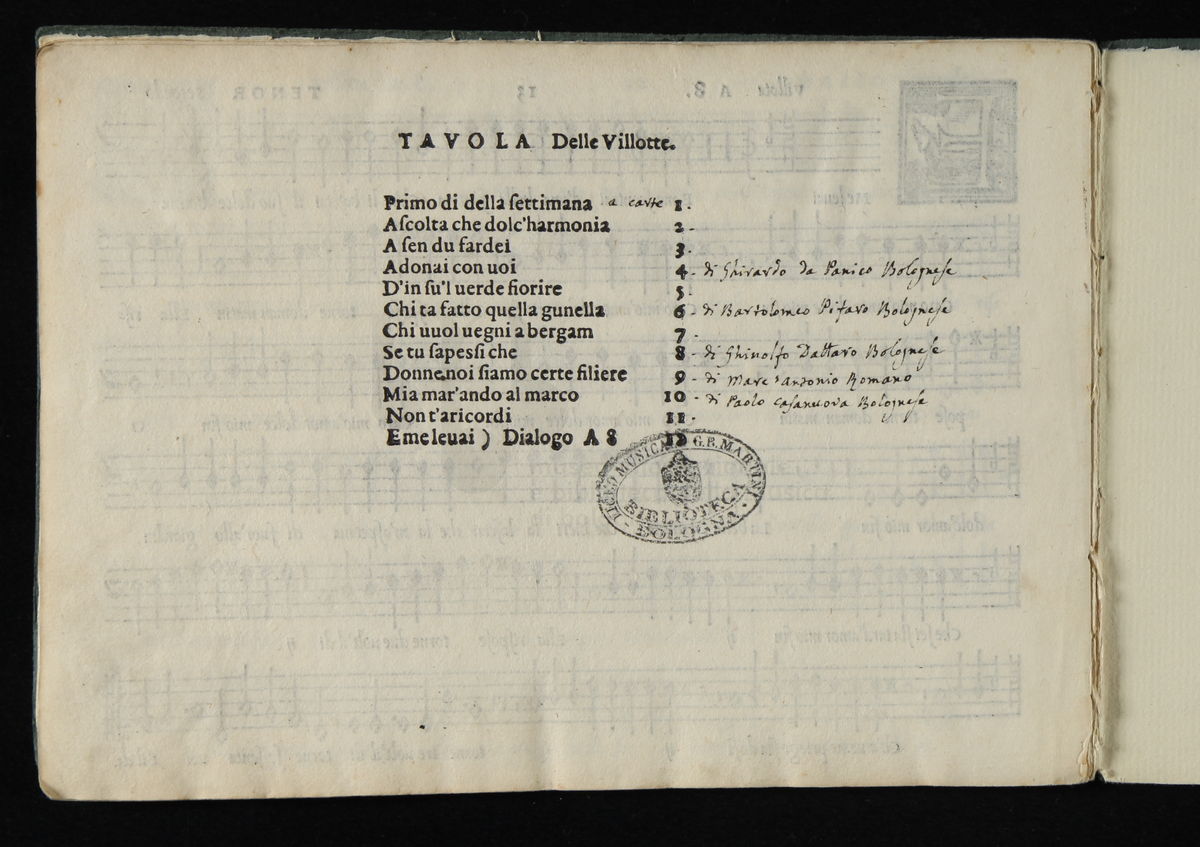 TAVOLA Delle Villotte.
Primo di della settimana a carte 1.
Ascolta che dolc'harmonia 2.
A sen du fardei 3.
Adonai con uoi 4. di Ghirardo da Panico Bolognese
D'in su'l uerde fiorire 5.
Chi ta fatto quella gunella 6. di Bartolomeo Pifaro Bolognese
Chi uuol uegni a bergam 7.
Se tu sapessi che 8. di Ghinolfo Dattaro Bolognese
Donne noi siamo certe filiere 9. di Marc'antonio Romano
Mia mar'ando al marco 10. di Paolo Casanuova Bolognese
Non t'aricordi 11.
Emeleuai ) Dialogo A 8 12
LICEO MUSICALE G.B. MARTINI
BIBLIOTECA
BOLOGNA